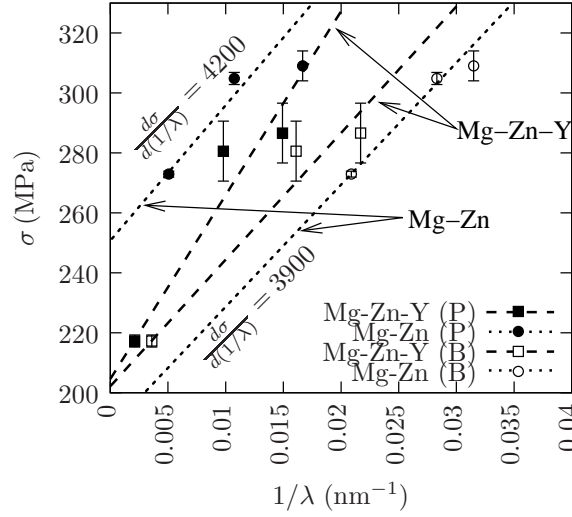 320
300
280
260
240
220
200
σ (MPa)
dσ/d(1/λ) = 4200
Mg–Zn–Y
Mg–Zn
dσ/d(1/λ) = 3900
Mg-Zn-Y (P)
Mg-Zn (P)
Mg-Zn-Y (B)
Mg-Zn (B)
0 0.005 0.01 0.015 0.02 0.025 0.03 0.035 0.04
1/λ (nm⁻¹)